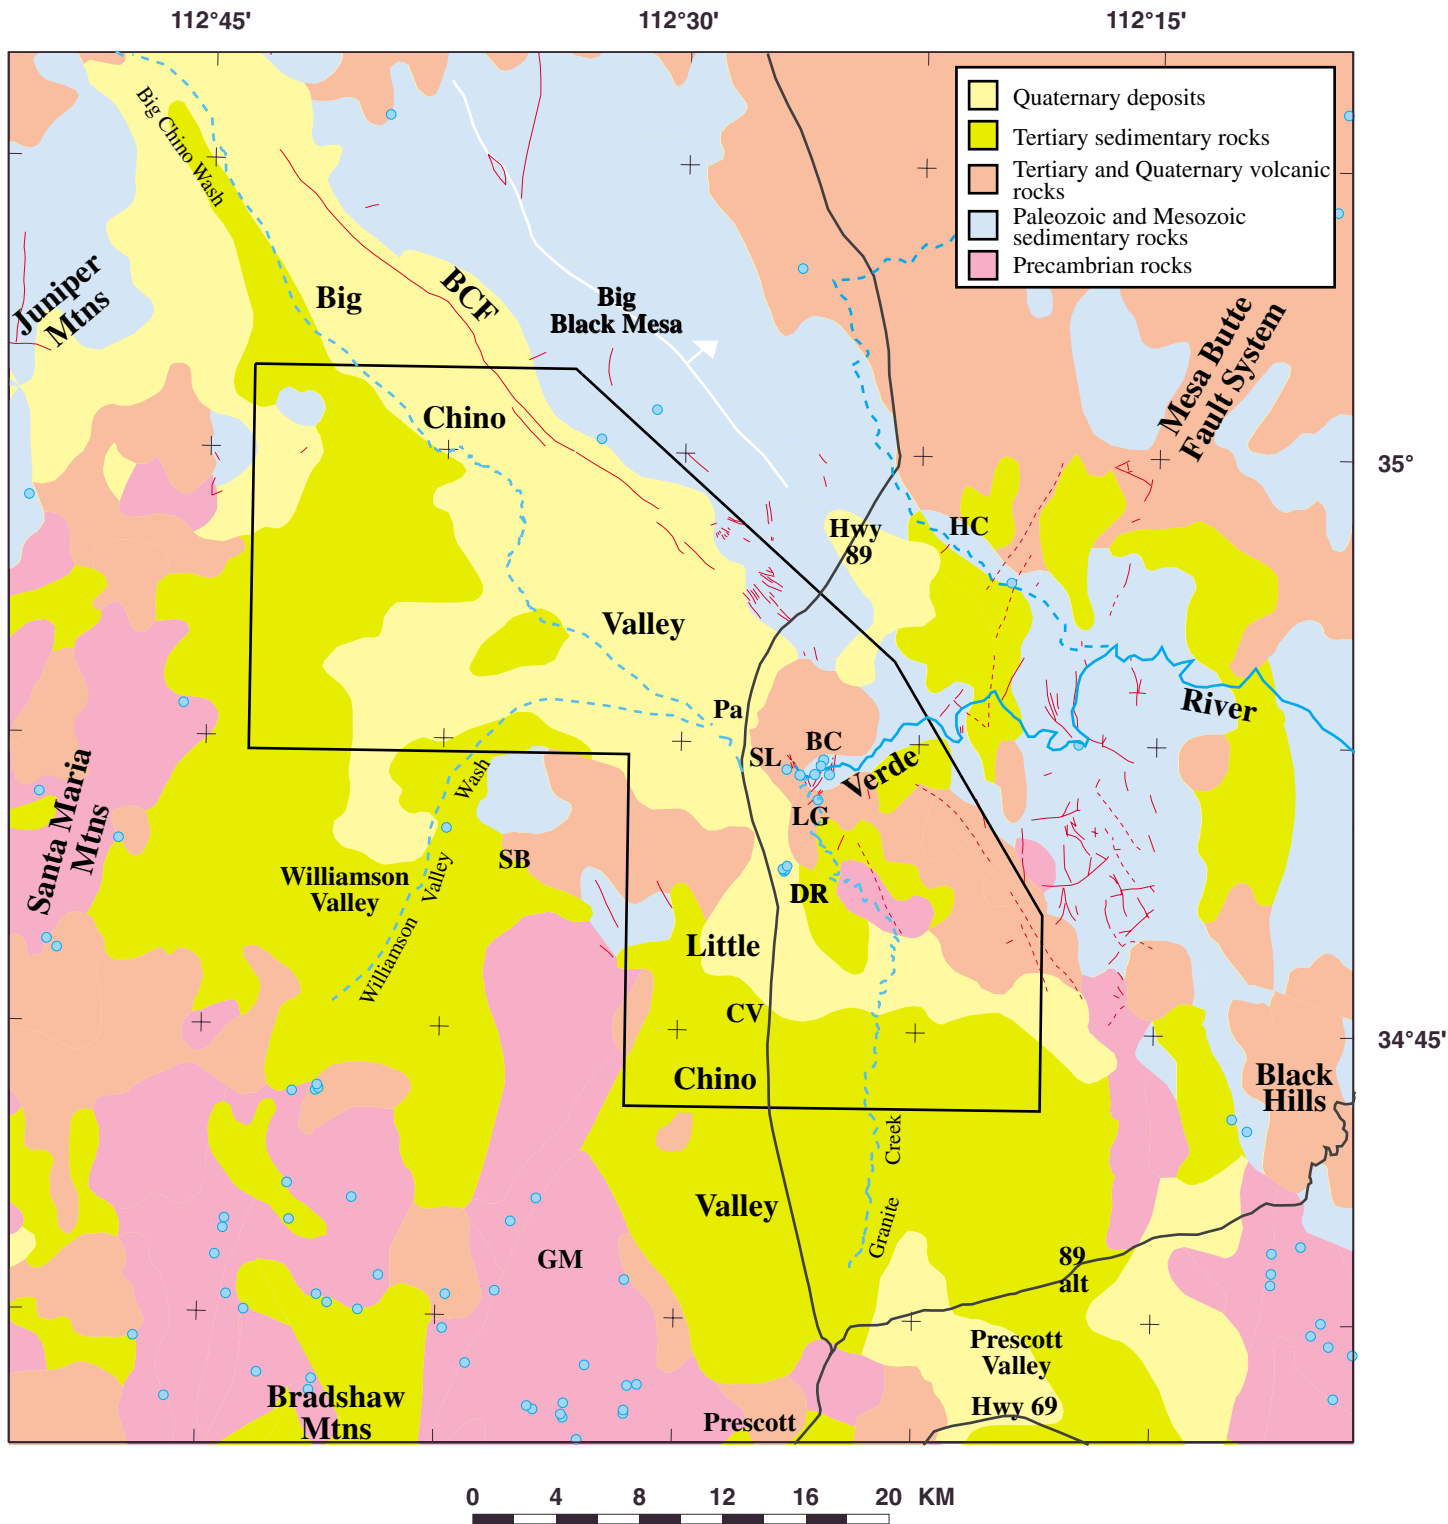 112°45'
112°30'
112°15'
Quaternary deposits
Tertiary sedimentary rocks
Tertiary and Quaternary volcanic
rocks
Paleozoic and Mesozoic
sedimentary rocks
Precambrian rocks
Big Chino Wash
Juniper
Mtns
Big
BCF
Big
Black Mesa
Mesa Butte
Fault System
Chino
35°
Hwy
89
HC
Valley
Pa
River
SL
BC
Verde
Wash
LG
Santa Maria
Mtns
SB
Williamson
Valley
Valley
DR
Williamson
Little
CV
34°45'
Chino
Black
Hills
Creek
Valley
Granite
GM
89
alt
Prescott
Valley
Bradshaw
Mtns
Hwy 69
Prescott
0 4 8 12 16 20 KM